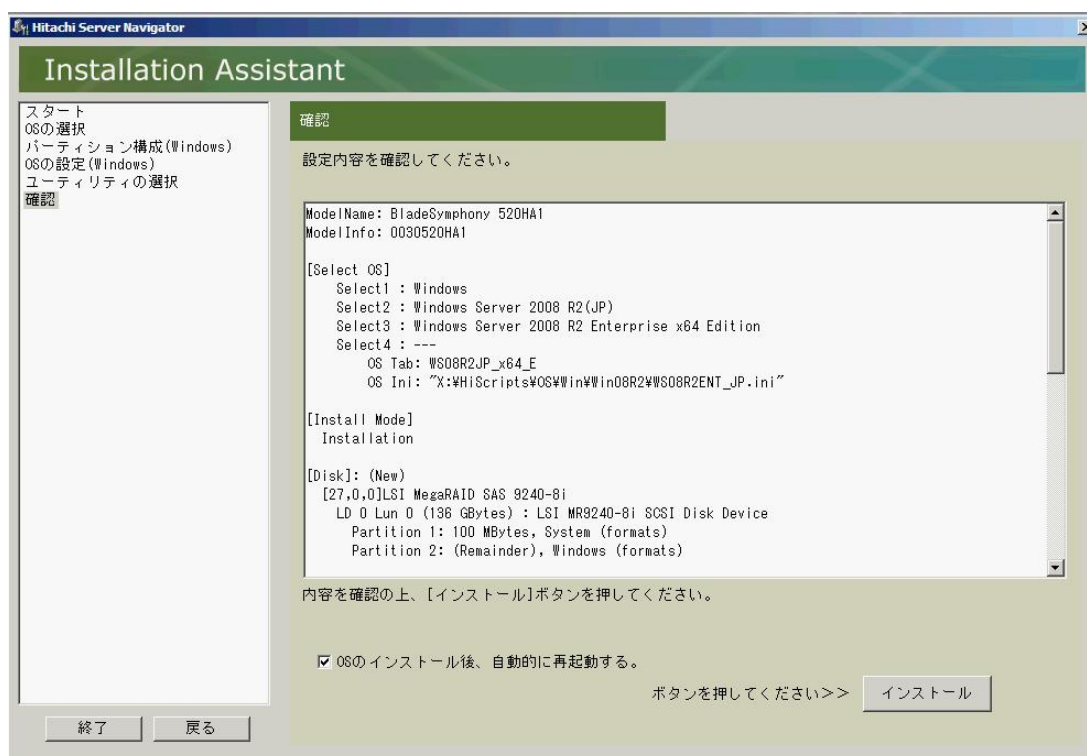 Hitachi Server Navigator
Installation Assistant
スタート
OSの選択
パーティション構成(Windows)
OSの設定(Windows)
ユーティリティの選択
確認
確認
設定内容を確認してください。
ModelName: BladeSymphony 520HA1
ModelInfo: 0030520HA1
[Select OS]
Select1 : Windows
Select2 : Windows Server 2008 R2(JP)
Select3 : Windows Server 2008 R2 Enterprise x64 Edition
Select4 : ---
OS Tab: WS08R2JP_x64_E
OS Ini: "X:¥HiScripts¥OS¥Win¥Win08R2¥WS08R2ENT_JP.ini"
[Install Mode]
Installation
[Disk]: (New)
[27,0,0]LSI MegaRAID SAS 9240-8i
LD 0 Lun 0 (136 GBytes) : LSI MR9240-8i SCSI Disk Device
Partition 1: 100 MBytes, System (formats)
Partition 2: (Remainder), Windows (formats)
内容を確認の上、[インストール]ボタンを押してください。
OSのインストール後、自動的に再起動する。
ボタンを押してください>>
インストール
終了
戻る